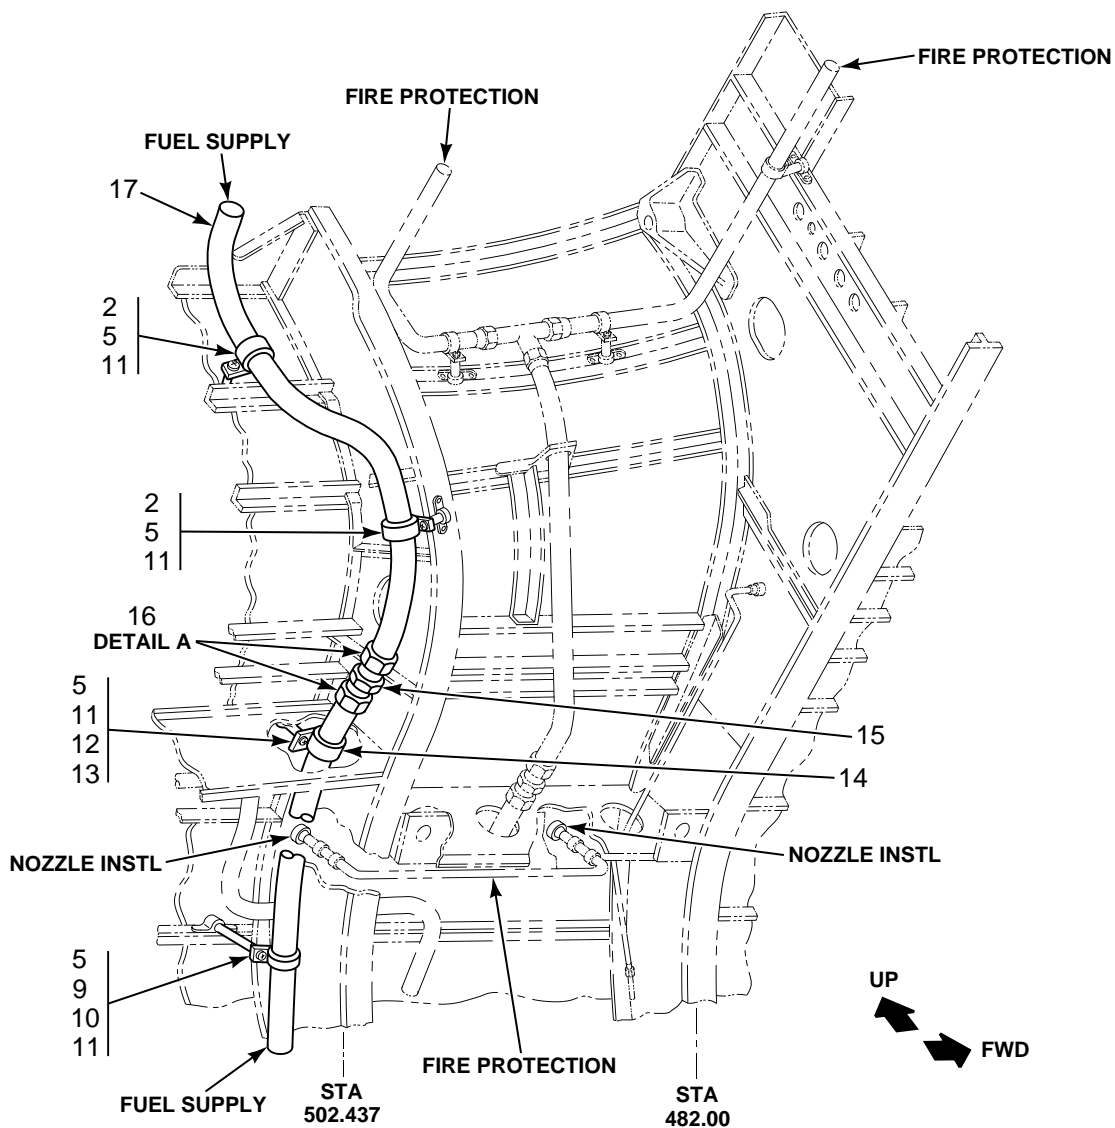 FIRE PROTECTION
FIRE PROTECTION
FUEL SUPPLY
17
2
5
11
2
5
11
16
DETAIL A
5
11
12
13
15
14
NOZZLE INSTL
NOZZLE INSTL
5
9
10
11
UP
FWD
FIRE PROTECTION
FUEL SUPPLY
STA
502.437
STA
482.00